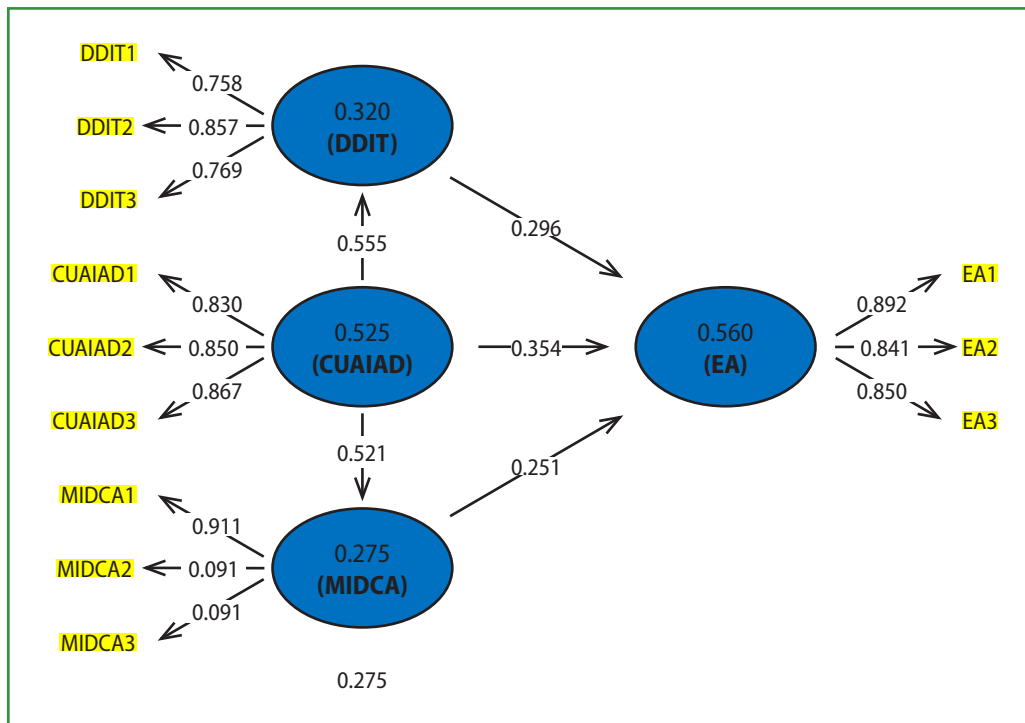 DDIT1
0.758
DDIT2
0.857
DDIT3
0.769
0.320
(DDIT)
0.555
0.296
CUAIAD1
0.830
CUAIAD2
0.850
CUAIAD3
0.867
0.525
(CUAIAD)
0.354
0.521
0.560
(EA)
0.892
EA1
0.841
EA2
0.850
EA3
MIDCA1
0.911
MIDCA2
0.091
MIDCA3
0.091
0.275
(MIDCA)
0.251
0.275